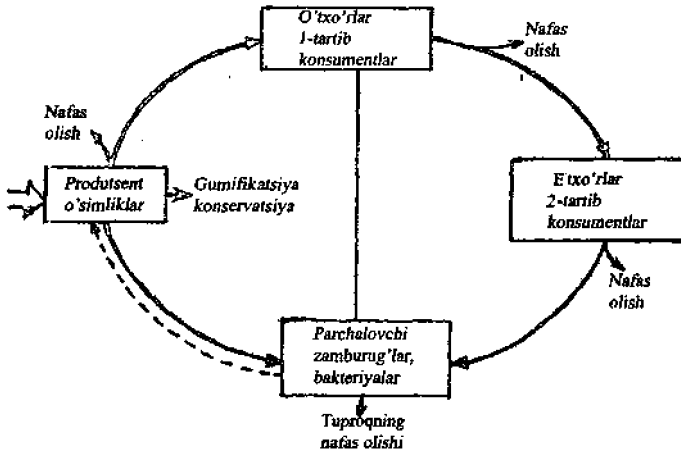 O'txo'rlar
1-tartib
konsumentlar
Nafas
olish
Nafas
olish
Produtsent
o'simliklar
Gumifikatsiya
konservatsiya
Etxo'rlar
2-tartib
konsumentlar
Nafas
olish
Parchalovchi
zamburug'lar,
bakteriyalar
Tuproqning
nafas olishi